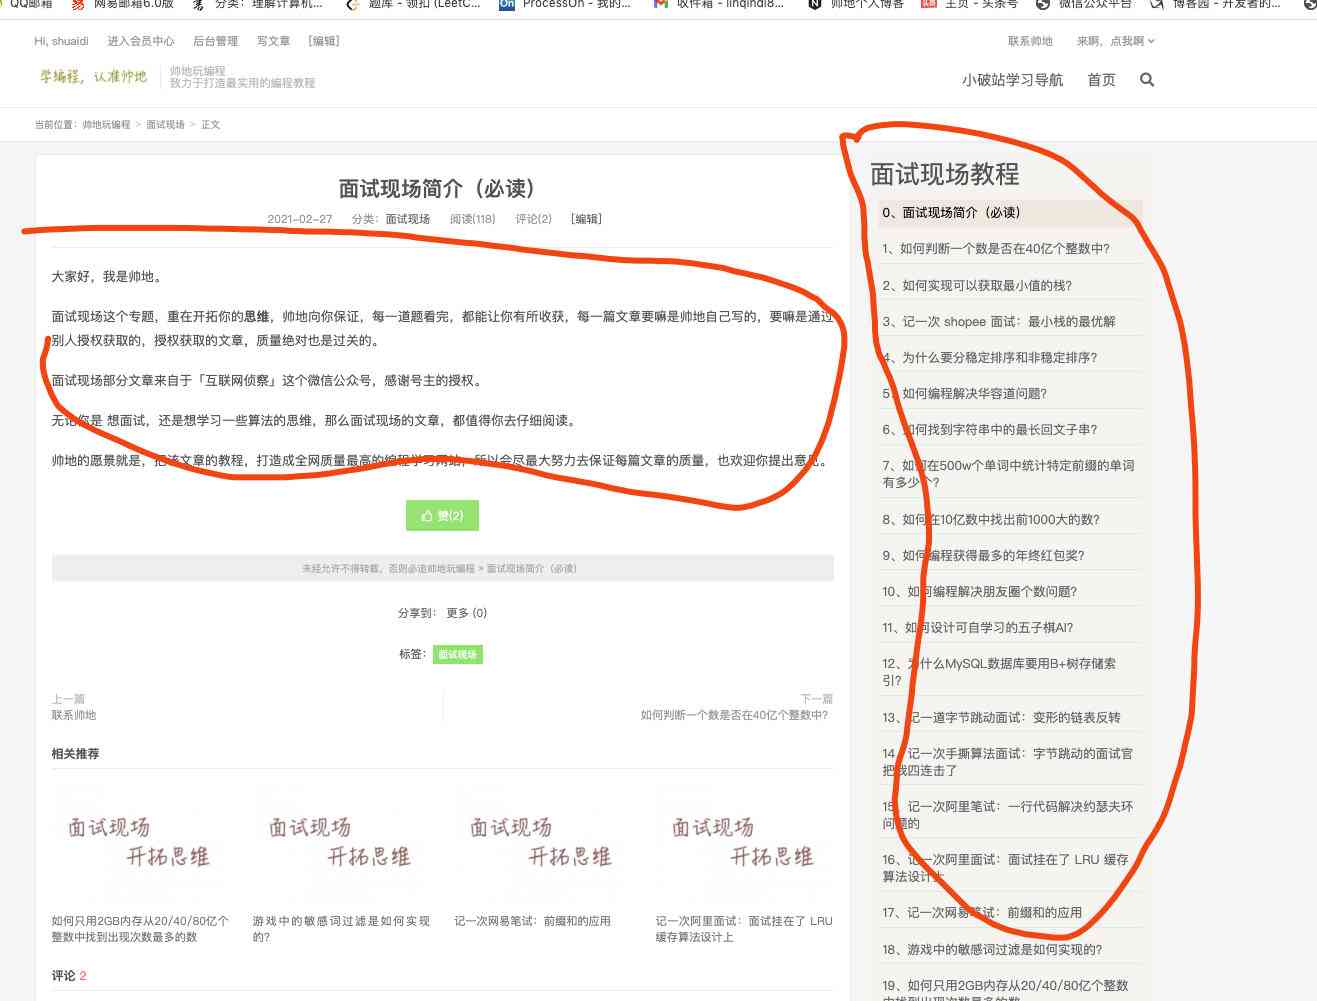 QQ邮箱 网易邮箱6.0版 分类：理解计算机... 题库 - 领扣 (LeetC... ProcessOn - 我的... 收件箱 - linqindi8... 帅地个人博客 主页 - 头条号 微信公众平台 博客园 - 开发者的...
Hi, shuaidi 进入会员中心 后台管理 写文章 [编辑] 联系帅地 来啊，点我啊
学编程，认准帅地
帅地玩编程
致力于打造最实用的编程教程
小破站学习导航 首页
当前位置：帅地玩编程 > 面试现场 > 正文
面试现场简介（必读）
2021-02-27 分类：面试现场 阅读(118) 评论(2) [编辑]
大家好，我是帅地。
面试现场这个专题，重在开拓你的思维，帅地向你保证，每一道题看完，都能让你有所收获，每一篇文章要嘛是帅地自己写的，要嘛是通过
别人授权获取的，授权获取的文章，质量绝对也是过关的。
面试现场部分文章来自于「互联网侦察」这个微信公众号，感谢号主的授权。
无论你是 想面试，还是想学习一些算法的思维，那么面试现场的文章，都值得你去仔细阅读。
帅地的愿景就是，把该文章的教程，打造成全网质量最高的编程学习网站，所以会尽最大努力去保证每篇文章的质量，也欢迎你提出意见。
赞(2)
未经允许不得转载，否则必追帅地玩编程 » 面试现场简介（必读）
分享到： 更多 (0)
标签：面试现场
上一篇
联系帅地
下一篇
如何判断一个数是否在40亿个整数中？
相关推荐
面试现场
开拓思维
面试现场
开拓思维
面试现场
开拓思维
面试现场
开拓思维
如何只用2GB内存从20/40/80亿个
整数中找到出现次数最多的数
游戏中的敏感词过滤是如何实现
的？
记一次网易笔试：前缀和的应用
记一次阿里面试：面试挂在了 LRU
缓存算法设计上
评论 2
面试现场教程
0、面试现场简介（必读）
1、如何判断一个数是否在40亿个整数中？
2、如何实现可以获取最小值的栈?
3、记一次 shopee 面试：最小栈的最优解
4、为什么要分稳定排序和非稳定排序？
5、如何编程解决华容道问题？
6、如何找到字符串中的最长回文子串？
7、如何在500w个单词中统计特定前缀的单词
有多少个？
8、如何在10亿数中找出前1000大的数？
9、如何编程获得最多的年终红包奖？
10、如何编程解决朋友圈个数问题？
11、如何设计可自学习的五子棋AI？
12、为什么MySQL数据库要用B+树存储索
引？
13、记一道字节跳动面试：变形的链表反转
14、记一次手撕算法面试：字节跳动的面试官
把我四连击了
15、记一次阿里笔试：一行代码解决约瑟夫环
问题的
16、记一次阿里面试：面试挂在了 LRU 缓存
算法设计上
17、记一次网易笔试：前缀和的应用
18、游戏中的敏感词过滤是如何实现的？
19、如何只用2GB内存从20/40/80亿个整数
中找到出现次数最多的数